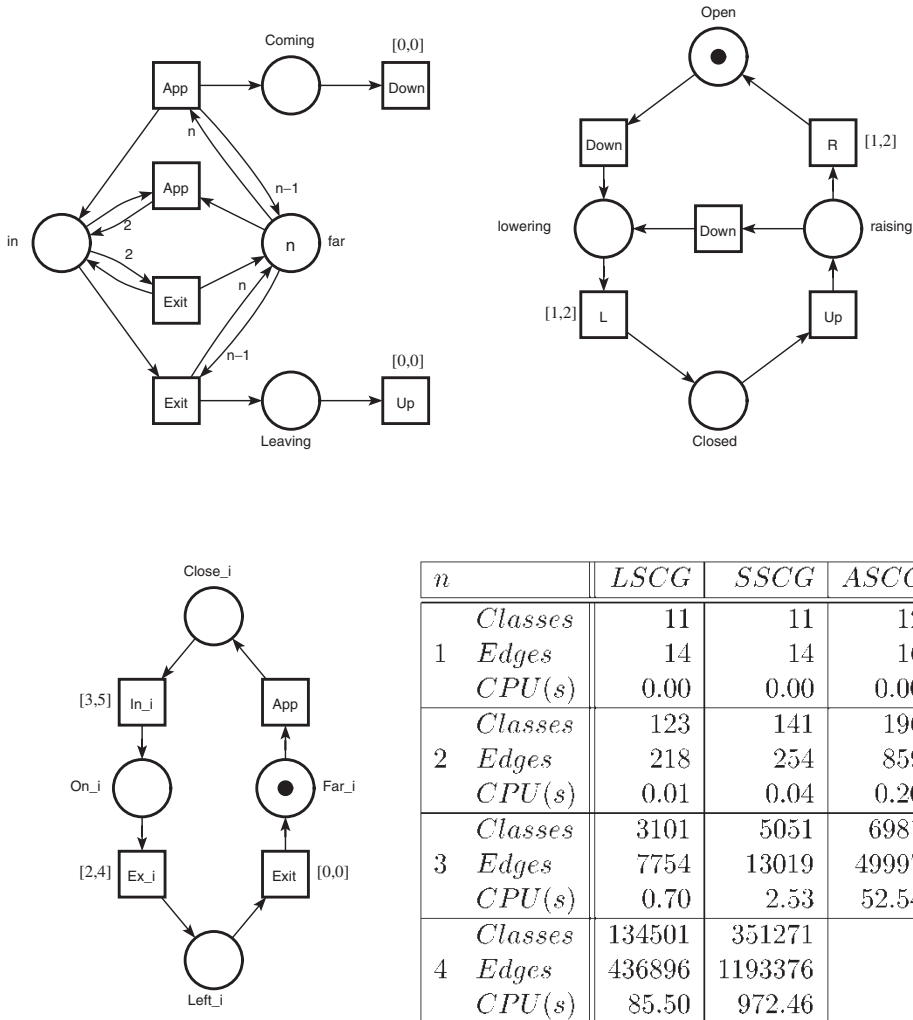 Coming
[0,0]
App
Down
n
n−1
App
2
in
n
far
2
Exit
n
n−1
[0,0]
Exit
Up
Leaving
Open
Down
R
[1,2]
lowering
Down
raising
[1,2]
L
Up
Closed
Close_i
[3,5]
In_i
App
On_i
Far_i
[2,4]
Ex_i
Exit
[0,0]
Left_i
n LSCG SSCG
Classes 11 11
1 Edges 14 14
CPU(s) 0.00 0.00
Classes 123 141
2 Edges 218 254
CPU(s) 0.01 0.04
Classes 3101 5051
3 Edges 7754 13019
CPU(s) 0.70 2.53
Classes 134501 351271
4 Edges 436896 1193376
CPU(s) 85.50 972.46